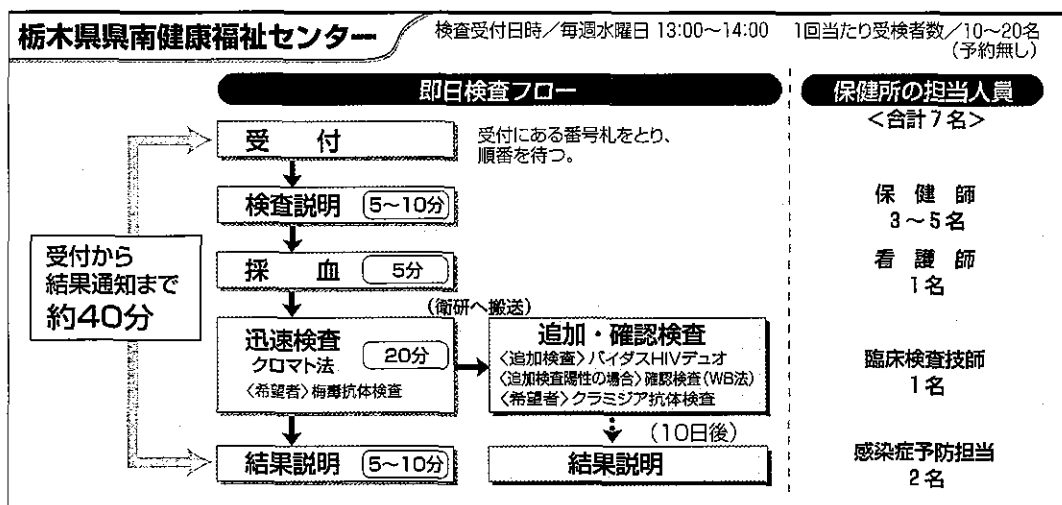 栃木県県南健康福祉センター
検査受付日時／毎週水曜日 13:00～14:00
1回当たり受検者数／10～20名
(予約無し)
即日検査フロー
保健所の担当人員
＜合計7名＞
受付
受付にある番号札をとり、
順番を待つ。
検査説明 5～10分
保健師
3～5名
受付から
結果通知まで
約40分
採血 5分
看護師
1名
(衛研へ搬送)
迅速検査
クロマト法
20分
〈希望者〉梅毒抗体検査
追加・確認検査
〈追加検査〉バイダスHIVデュオ
〈追加検査陽性の場合〉確認検査(WB法)
〈希望者〉クラミジア抗体検査
臨床検査技師
1名
(10日後)
結果説明 5～10分
結果説明
感染症予防担当
2名